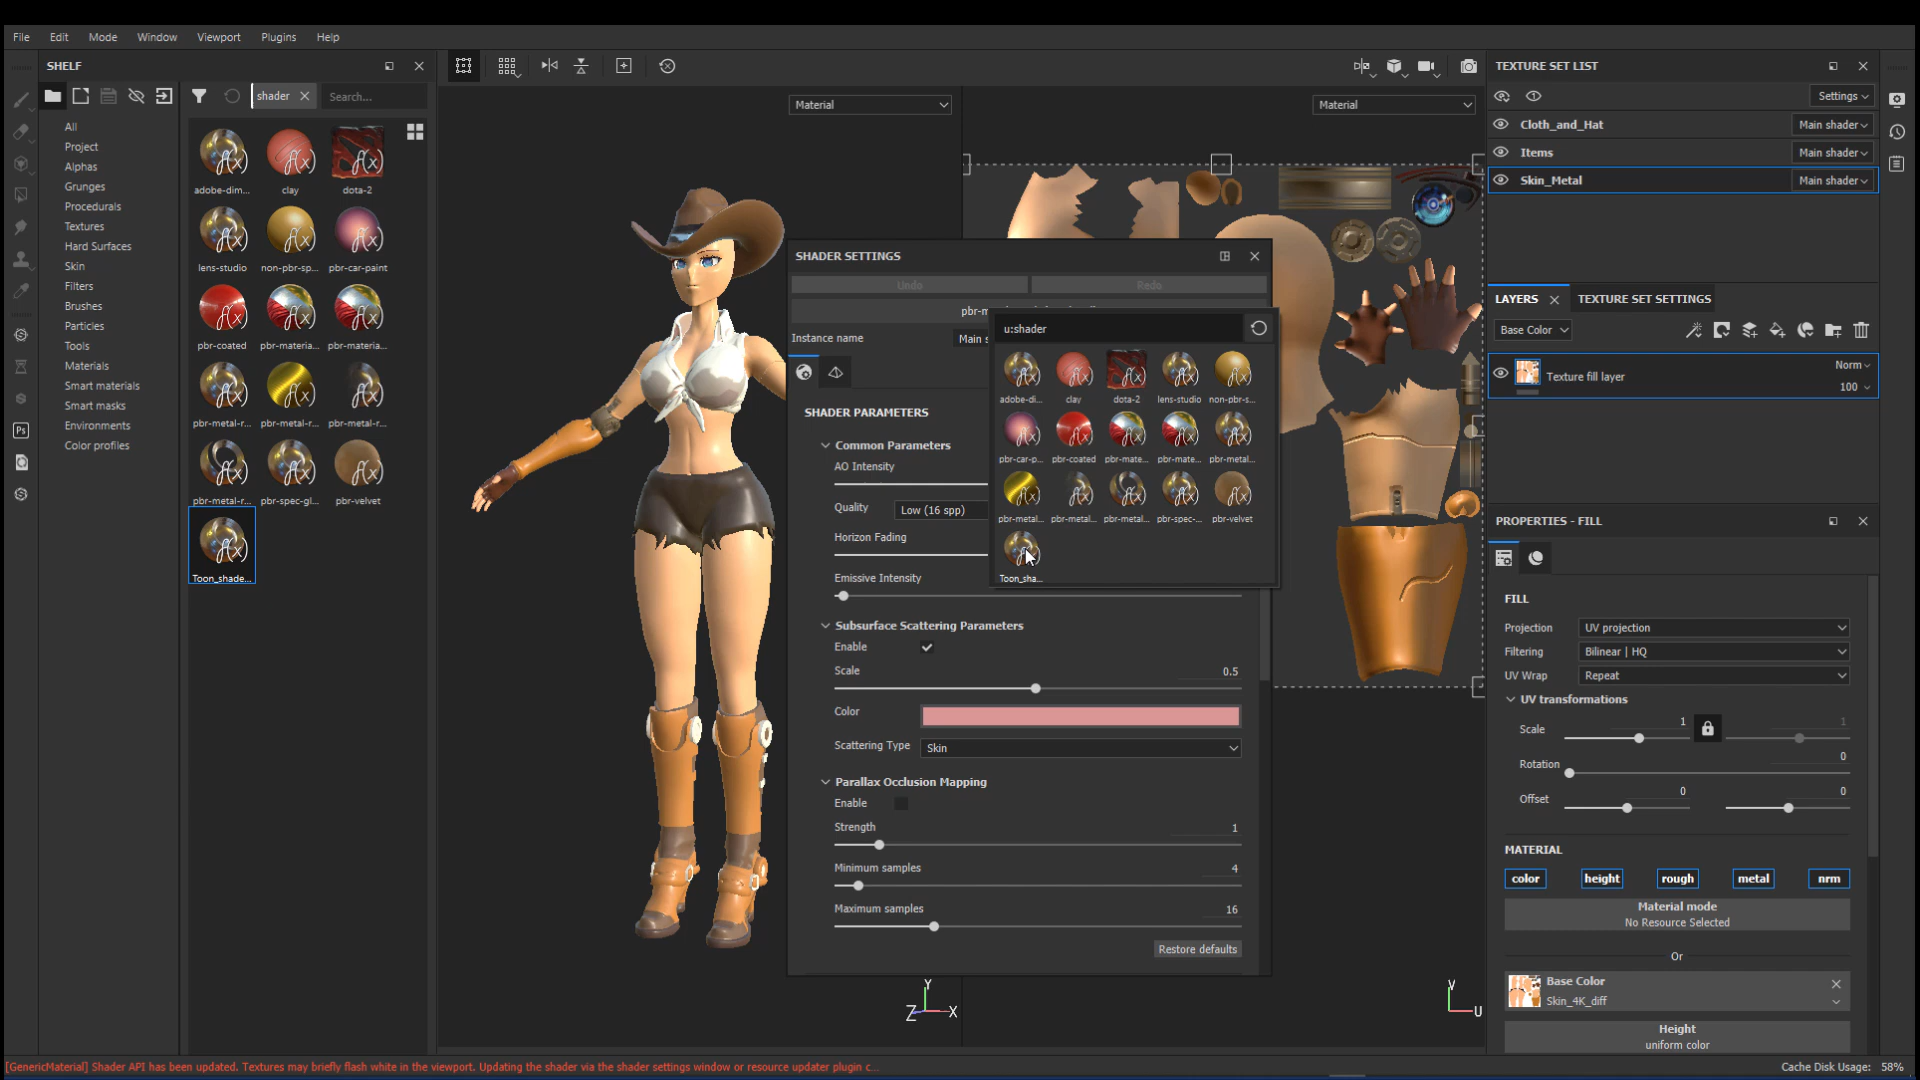 File Edit Mode Window Viewport Plugins Help
SHELF
shader
Search...
All
Project
Alphas
Grunges
Procedurals
Textures
Hard Surfaces
Skin
Filters
Brushes
Particles
Tools
Materials
Smart materials
Smart masks
Environments
Color profiles
Ps
adobe-dim... clay dota-2
lens-studio non-pbr-sp... pbr-car-paint
pbr-coated pbr-materia... pbr-materia...
pbr-metal-r... pbr-metal-r... pbr-metal-r...
pbr-metal-r... pbr-spec-gl... pbr-velvet
Toon_shade...
Material
Material
SHADER SETTINGS
Undo Redo
pbr-m
Instance name Main s
u:shader
adobe-di... clay dota-2 lens-studio non-pbr-s...
pbr-car-p... pbr-coated pbr-mate... pbr-mate... pbr-metal...
pbr-metal... pbr-metal... pbr-metal... pbr-spec-... pbr-velvet
Toon_sha...
SHADER PARAMETERS
Common Parameters
AO Intensity
Quality Low (16 spp)
Horizon Fading
Emissive Intensity
Subsurface Scattering Parameters
Enable
Scale 0.5
Color
Scattering Type Skin
Parallax Occlusion Mapping
Enable
Strength 1
Minimum samples 4
Maximum samples 16
Restore defaults
Y
Z X
V
U
TEXTURE SET LIST
Settings
Cloth_and_Hat Main shader
Items Main shader
Skin_Metal Main shader
LAYERS TEXTURE SET SETTINGS
Base Color
Texture fill layer Norm
100
PROPERTIES - FILL
FILL
Projection UV projection
Filtering Bilinear | HQ
UV Wrap Repeat
UV transformations
Scale 1 1
Rotation 0
Offset 0 0
MATERIAL
color height rough metal nrm
Material mode
No Resource Selected
Or
Base Color
Skin_4K_diff
Height
uniform color
[GenericMaterial] Shader API has been updated. Textures may briefly flash white in the viewport. Updating the shader via the shader settings window or resource updater plugin c...
Cache Disk Usage: 58%